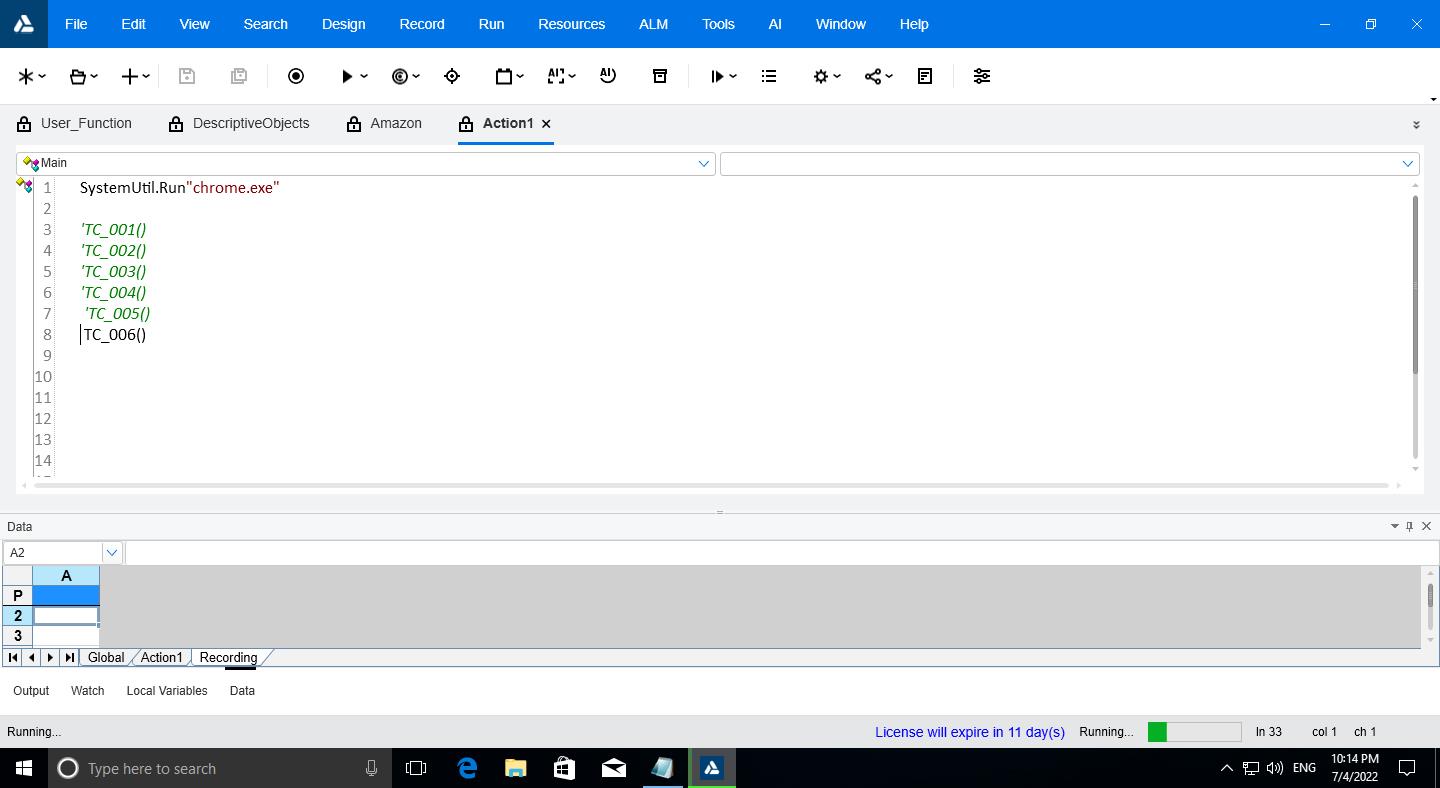 File Edit View Search Design Record Run Resources ALM Tools AI Window Help
User_Function DescriptiveObjects Amazon Action1
Main
1 SystemUtil.Run"chrome.exe"
2
3 'TC_001()
4 'TC_002()
5 'TC_003()
6 'TC_004()
7 'TC_005()
8 TC_006()
9
10
11
12
13
14
Data
A2
A
P
2
3
Global Action1 Recording
Output Watch Local Variables Data
Running... License will expire in 11 day(s) Running... ln 33 col 1 ch 1
Type here to search ENG 10:14 PM
7/4/2022